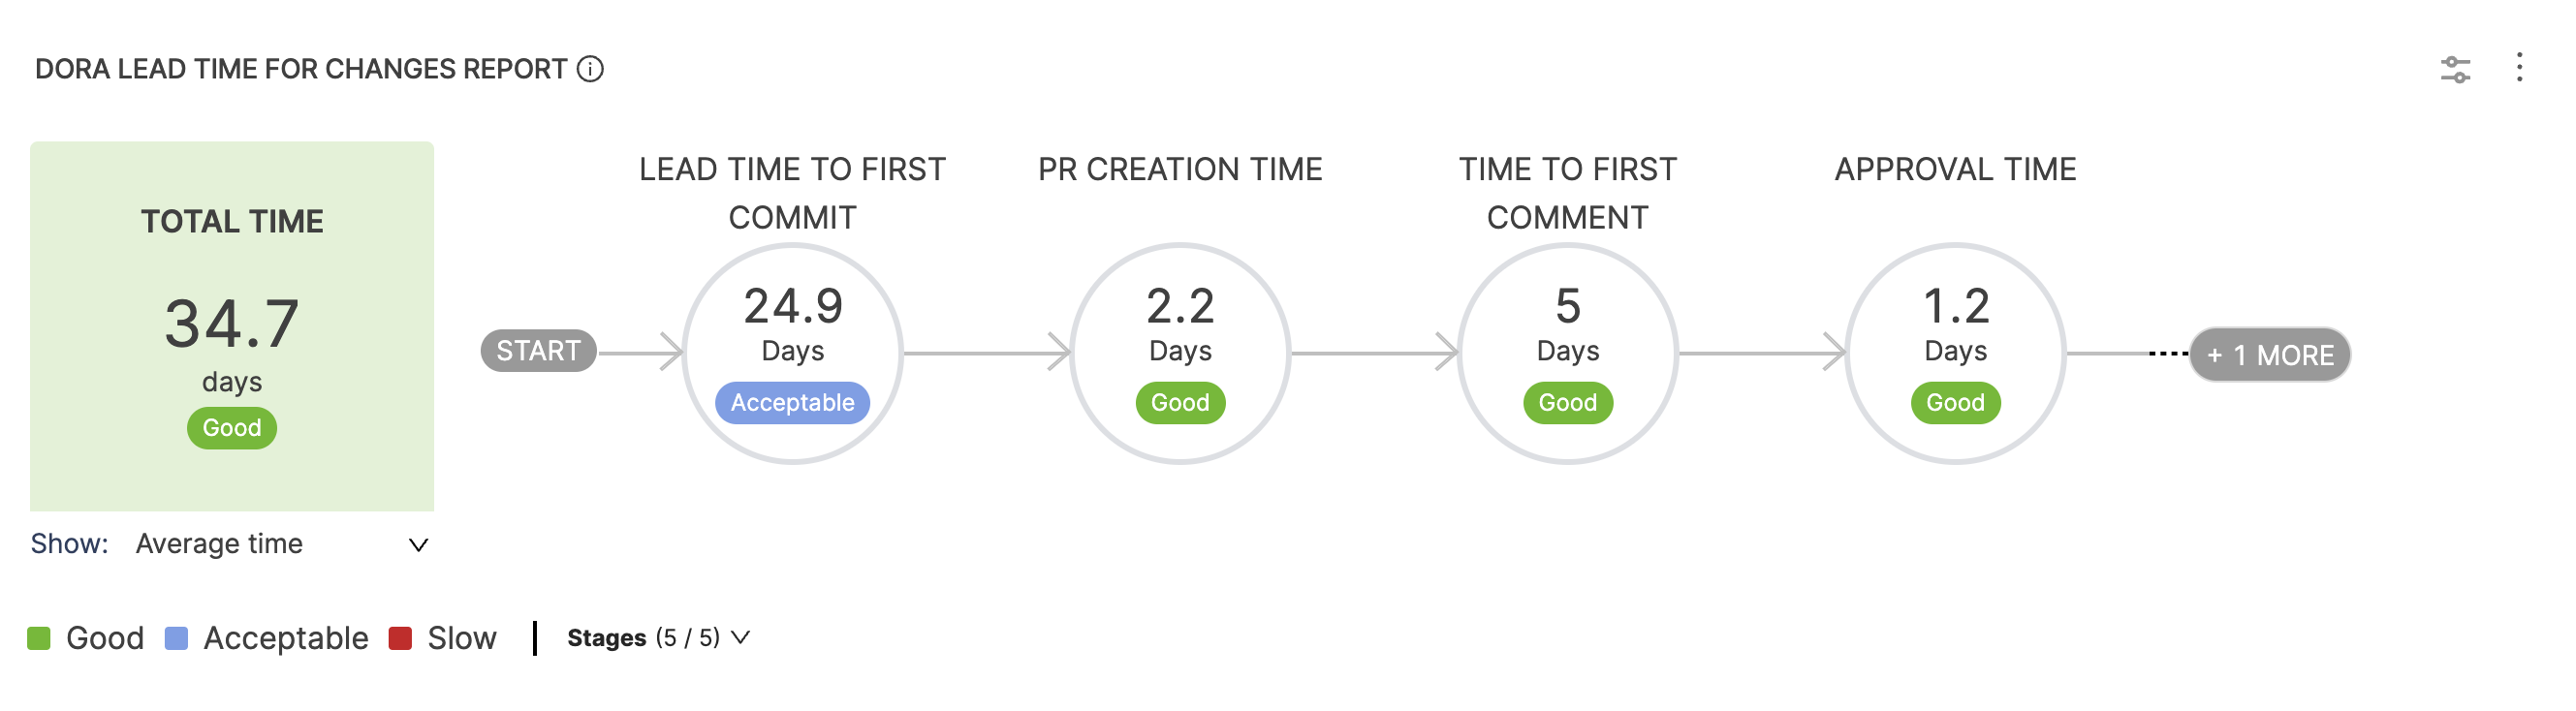 DORA LEAD TIME FOR CHANGES REPORT
TOTAL TIME
34.7
days
Good
Show: Average time
START
LEAD TIME TO FIRST
COMMIT
24.9
Days
Acceptable
PR CREATION TIME
2.2
Days
Good
TIME TO FIRST
COMMENT
5
Days
Good
APPROVAL TIME
1.2
Days
Good
+ 1 MORE
Good Acceptable Slow Stages (5 / 5)